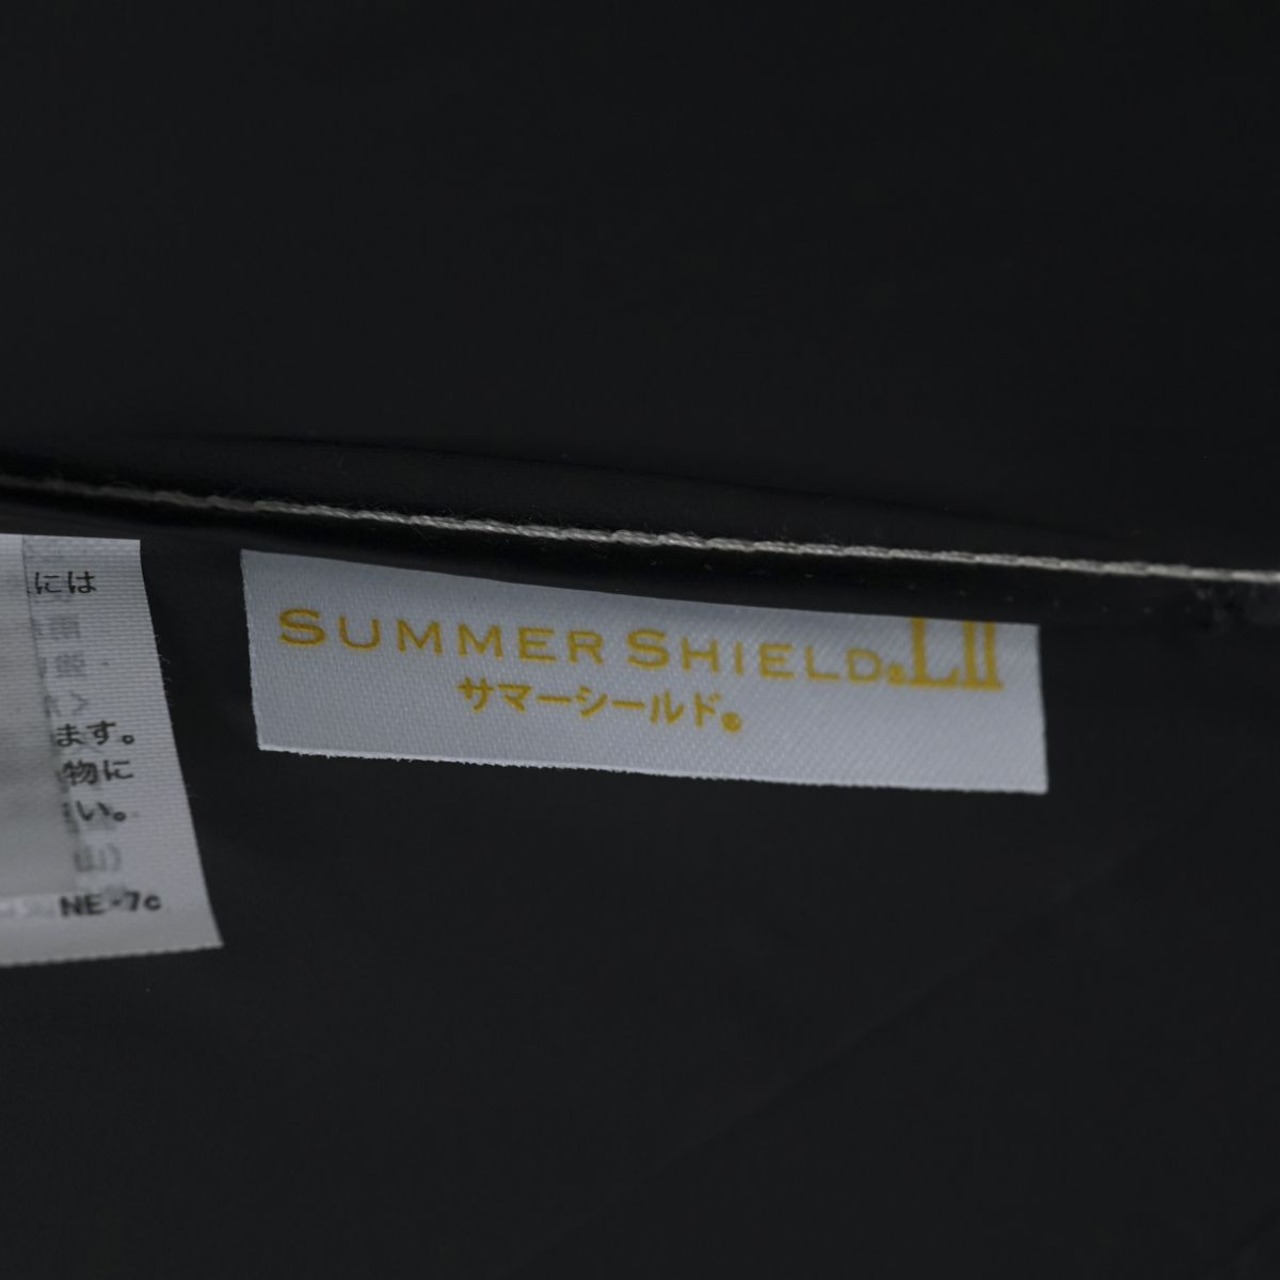 には
ます。
物に
い。
NE-7c
SUMMER SHIELD®LII
サマーシールド®